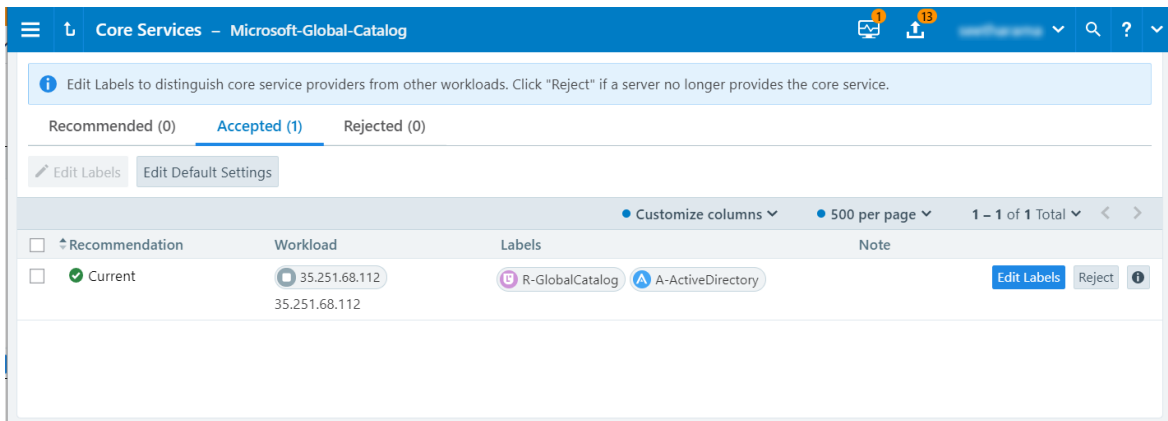 1
13
Core Services – Microsoft-Global-Catalog
?
Edit Labels to distinguish core service providers from other workloads. Click "Reject" if a server no longer provides the core service.
Recommended (0) Accepted (1) Rejected (0)
Edit Labels Edit Default Settings
Customize columns 500 per page 1 – 1 of 1 Total
Recommendation Workload Labels Note
Current 35.251.68.112 R-GlobalCatalog A-ActiveDirectory Edit Labels Reject
35.251.68.112